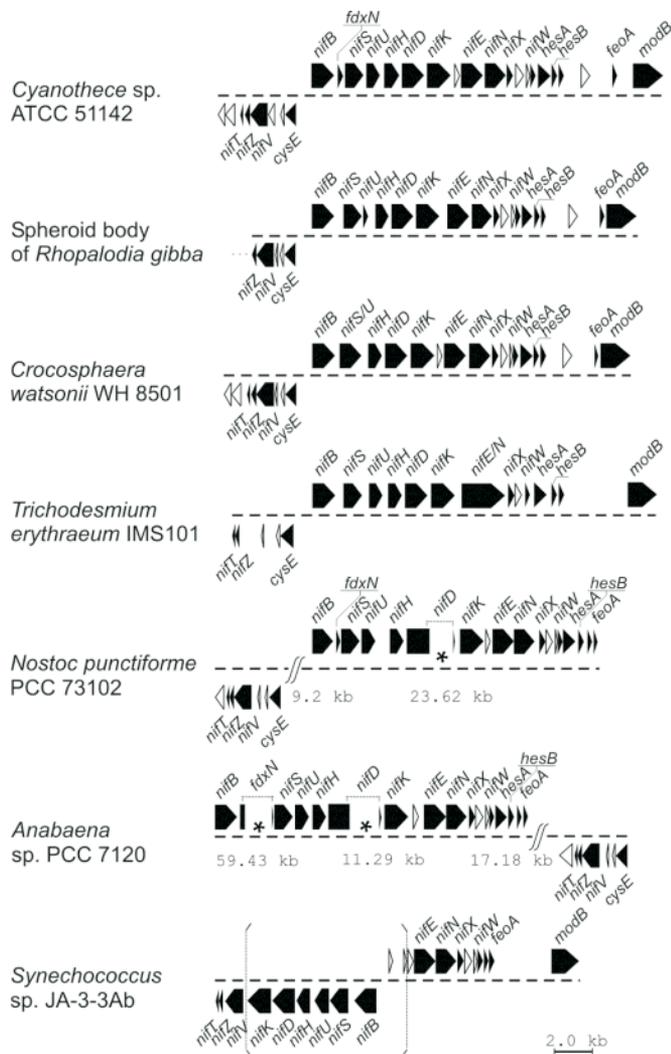 fdxN
nifB nifS nifU nifH nifD nifK nifE nifN nifX nifW hesA hesB feoA modB
Cyanothece sp.
ATCC 51142
nifT nifZ nifV cysE
nifB nifS nifU nifH nifD nifK nifE nifN nifX nifW hesA hesB feoA modB
Spheroid body
of Rhopalodia gibba
nifZ nifV cysE
nifB nifS/U nifH nifD nifK nifE nifN nifX nifW hesA hesB feoA modB
Crocosphaera
watsonii WH 8501
nifT nifZ nifV cysE
nifB nifS nifU nifH nifD nifK nifE/N nifX nifW hesA hesB modB
Trichodesmium
erythraeum IMS101
nifT nifZ cysE
fdxN hesB
nifB nifS nifU nifH nifD nifK nifE nifN nifX nifW hesA feoA
*
Nostoc punctiforme
PCC 73102
9.2 kb 23.62 kb
nifT nifZ nifV cysE
hesB
nifB fdxN nifS nifU nifH nifD nifK nifE nifN nifX nifW hesA feoA
* *
Anabaena
sp. PCC 7120
59.43 kb 11.29 kb 17.18 kb
nifT nifZ nifV cysE
nifE nifN nifX nifW feoA modB
Synechococcus
sp. JA-3-3Ab
nifT nifZ nifV nifK nifD nifH nifU nifS nifB
2.0 kb